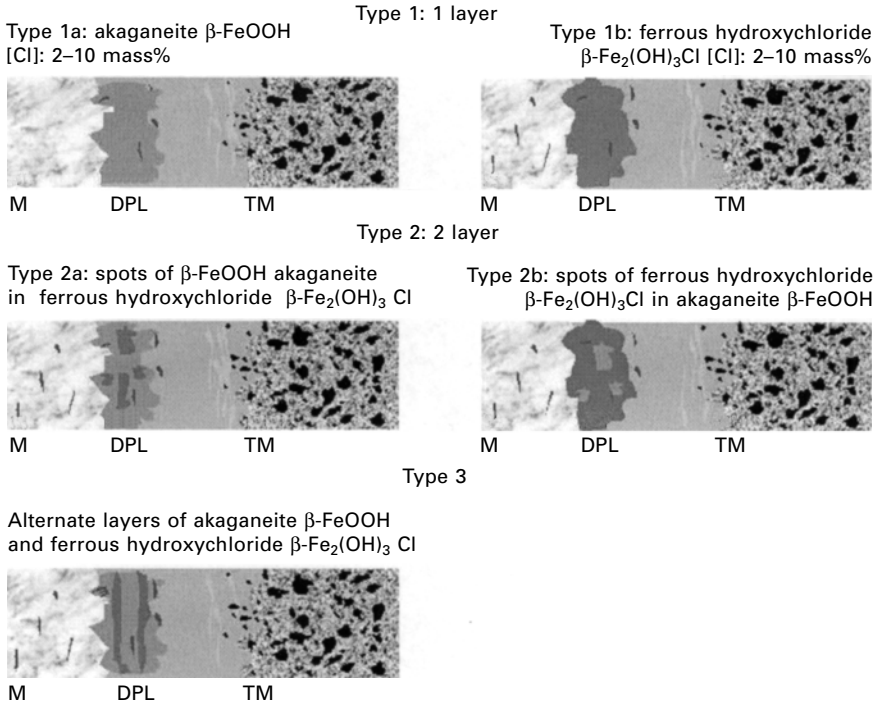 Type 1: 1 layer
Type 1a: akaganeite β-FeOOH
[Cl]: 2–10 mass%
Type 1b: ferrous hydroxychloride
β-Fe₂(OH)₃Cl [Cl]: 2–10 mass%
M DPL TM
M DPL TM
Type 2: 2 layer
Type 2a: spots of β-FeOOH akaganeite
in ferrous hydroxychloride β-Fe₂(OH)₃ Cl
Type 2b: spots of ferrous hydroxychloride
β-Fe₂(OH)₃Cl in akaganeite β-FeOOH
M DPL TM
M DPL TM
Type 3
Alternate layers of akaganeite β-FeOOH
and ferrous hydroxychloride β-Fe₂(OH)₃ Cl
M DPL TM